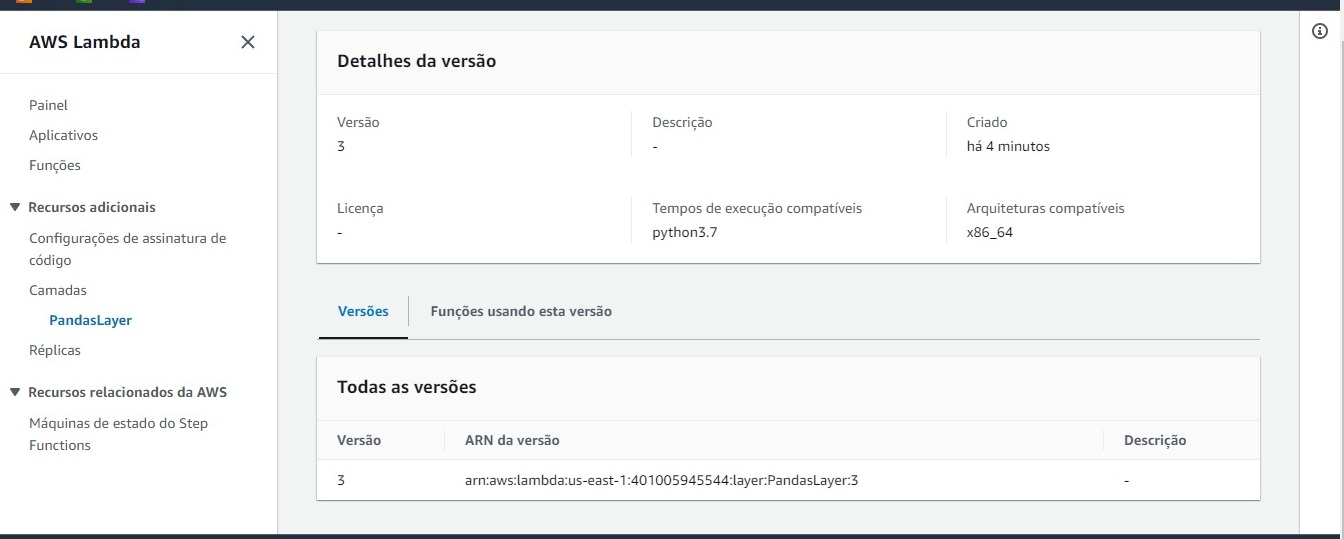 AWS Lambda
Painel
Aplicativos
Funções
Recursos adicionais
Configurações de assinatura de
código
Camadas
PandasLayer
Réplicas
Recursos relacionados da AWS
Máquinas de estado do Step
Functions
Detalhes da versão
Versão
3
Descrição
-
Criado
há 4 minutos
Licença
-
Tempos de execução compatíveis
python3.7
Arquiteturas compatíveis
x86_64
Versões
Funções usando esta versão
Todas as versões
Versão ARN da versão Descrição
3 arn:aws:lambda:us-east-1:401005945544:layer:PandasLayer:3 -